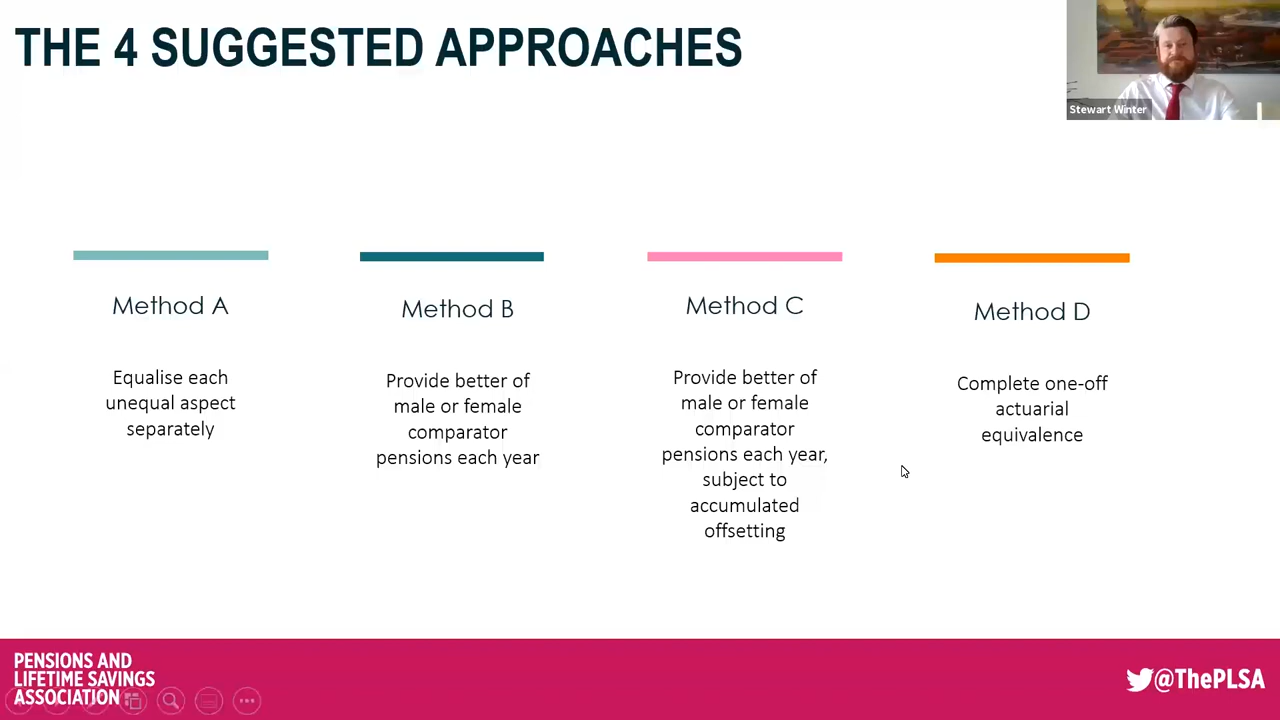 THE 4 SUGGESTED APPROACHES
Stewart Winter
Method A
Equalise each
unequal aspect
separately
Method B
Provide better of
male or female
comparator
pensions each year
Method C
Provide better of
male or female
comparator
pensions each year,
subject to
accumulated
offsetting
Method D
Complete one-off
actuarial
equivalence
PENSIONS AND
LIFETIME SAVINGS
ASSOCIATION
@ThePLSA